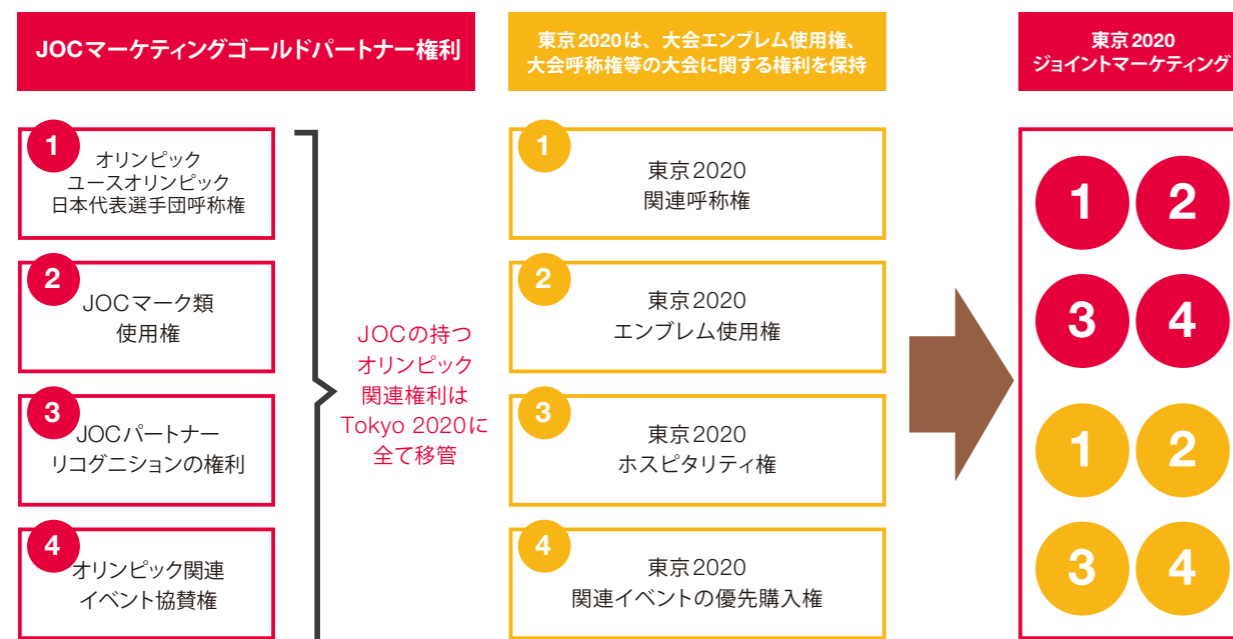 JOCマーケティングゴールドパートナー権利
1
オリンピック
ユースオリンピック
日本代表選手団呼称権
2
JOCマーク類
使用権
3
JOCパートナー
リコグニションの権利
4
オリンピック関連
イベント協賛権
JOCの持つ
オリンピック
関連権利は
Tokyo 2020に
全て移管
東京2020は、大会エンブレム使用権、
大会呼称権等の大会に関する権利を保持
1
東京2020
関連呼称権
2
東京2020
エンブレム使用権
3
東京2020
ホスピタリティ権
4
東京2020
関連イベントの優先購入権
東京2020
ジョイントマーケティング
1 2
3 4
1 2
3 4